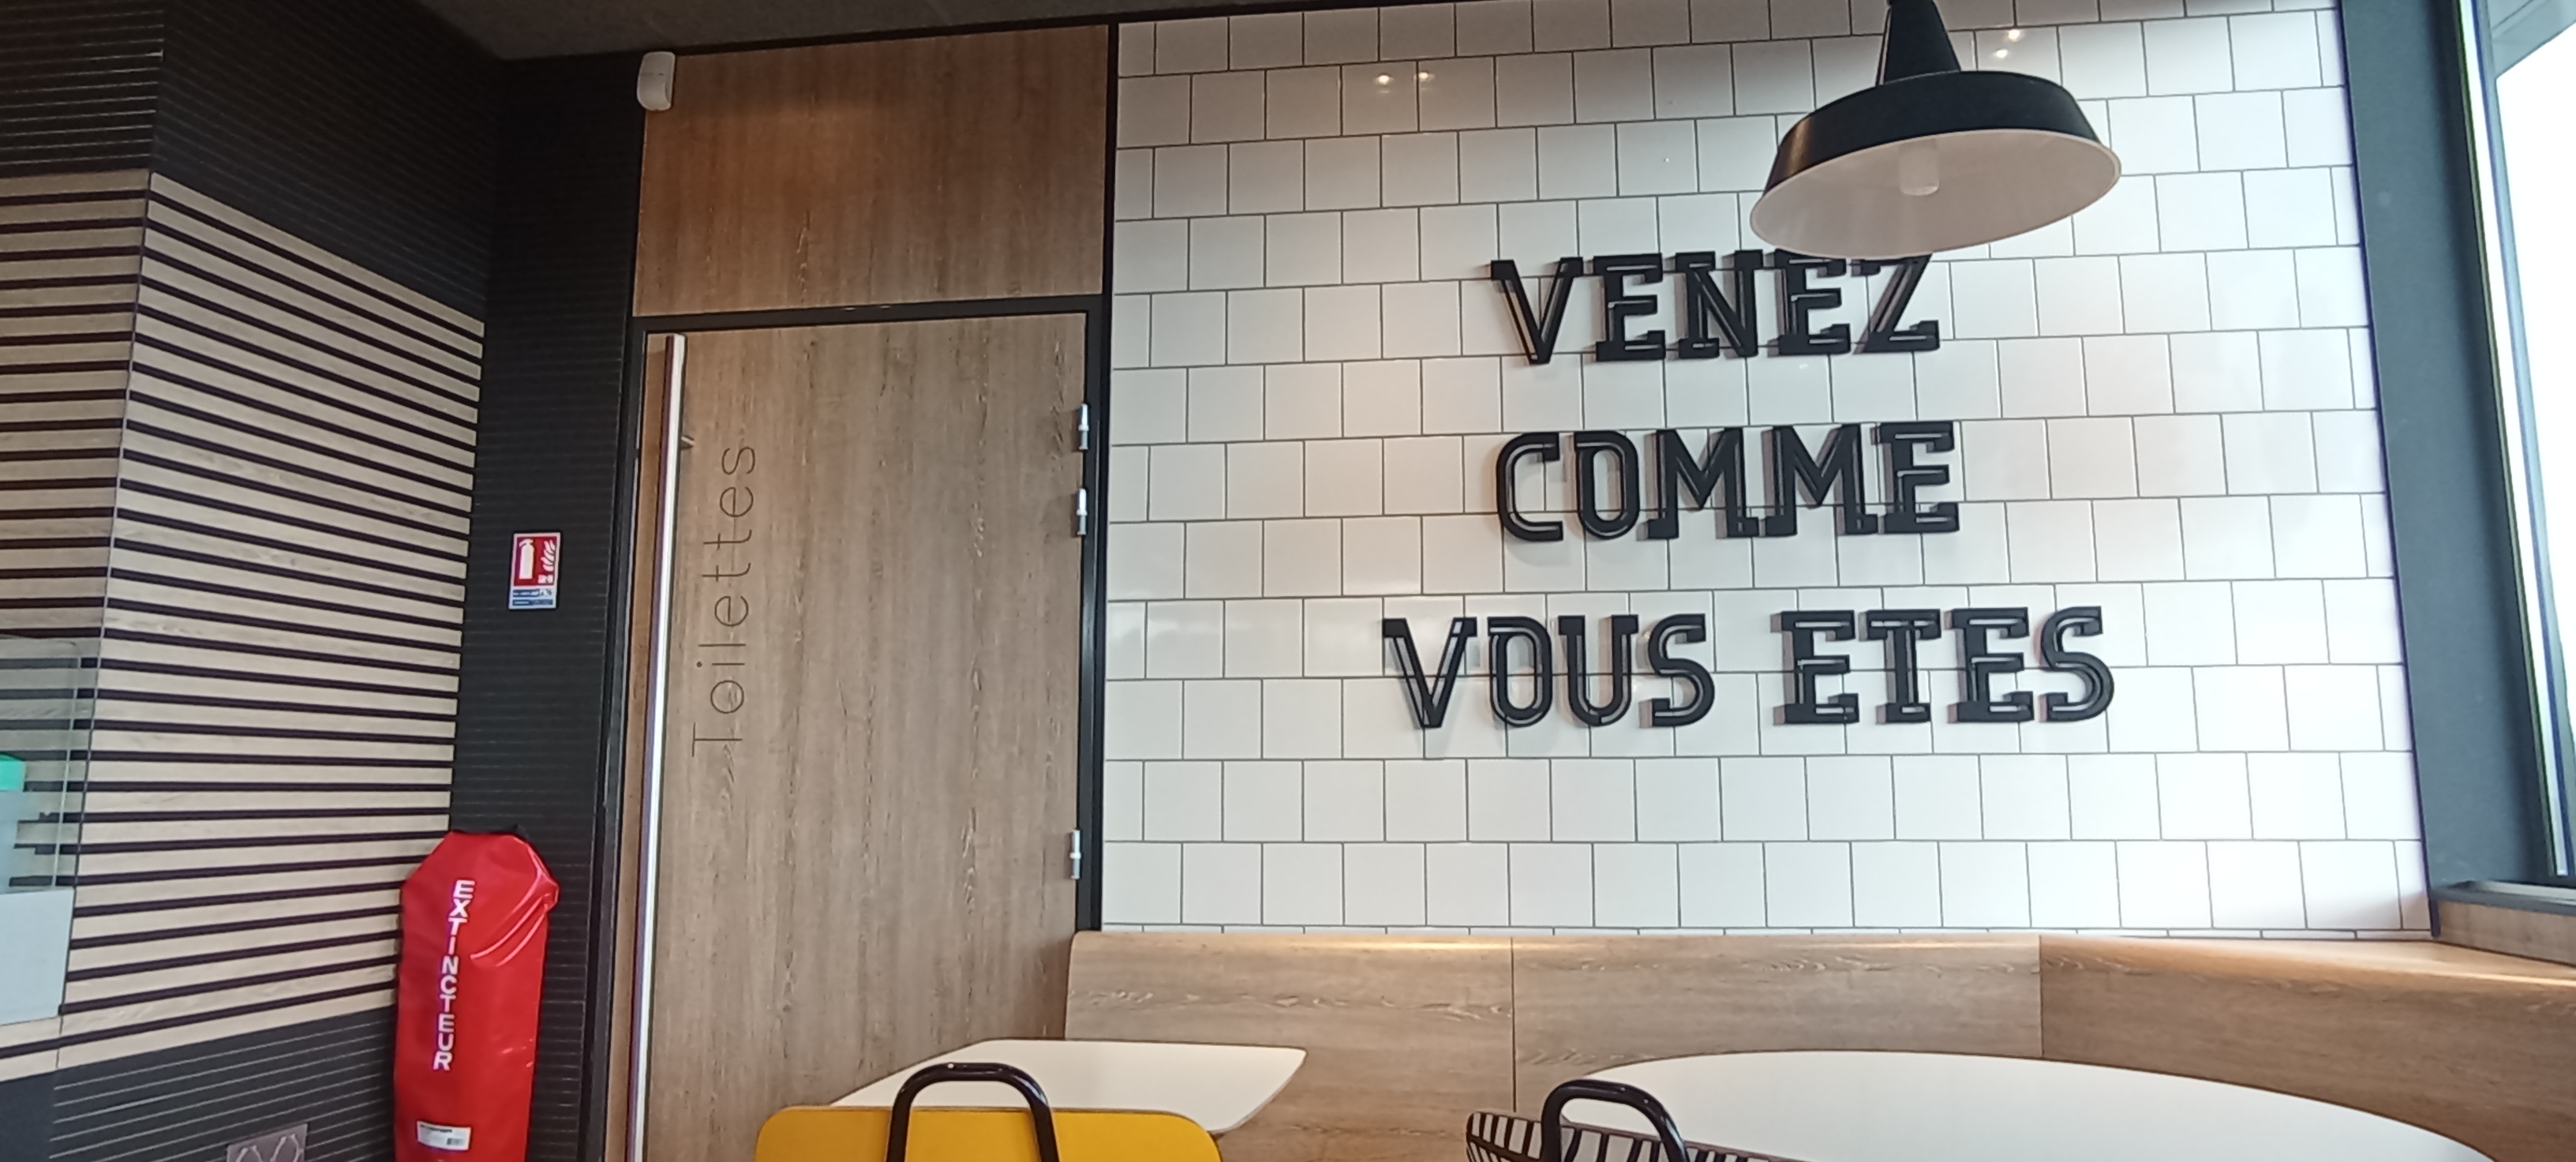 Toilettes
VENEZ
COMME
VOUS ETES
EXTINCTEUR